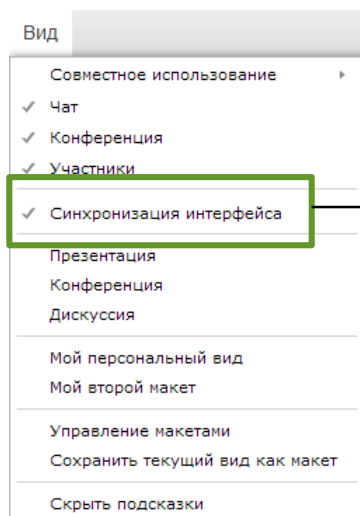 Вид
Совместное использование
Чат
Конференция
Участники
Синхронизация интерфейса
Презентация
Конференция
Дискуссия
Мой персональный вид
Мой второй макет
Управление макетами
Сохранить текущий вид как макет
Скрыть подсказки